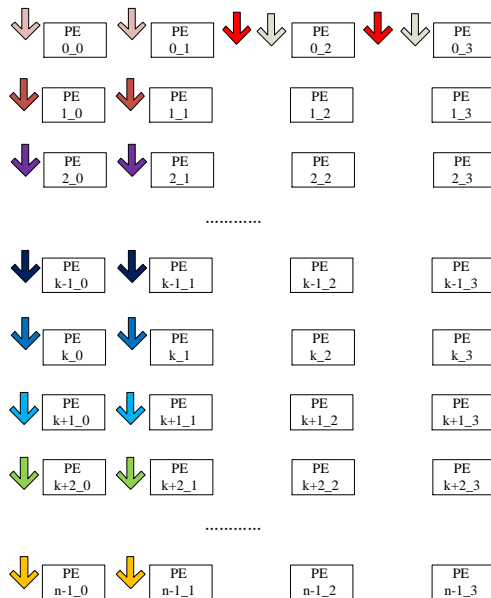 PE PE PE PE
0_0 0_1 0_2 0_3
PE PE PE PE
1_0 1_1 1_2 1_3
PE PE PE PE
2_0 2_1 2_2 2_3
............
PE PE PE PE
k-1_0 k-1_1 k-1_2 k-1_3
PE PE PE PE
k_0 k_1 k_2 k_3
PE PE PE PE
k+1_0 k+1_1 k+1_2 k+1_3
PE PE PE PE
k+2_0 k+2_1 k+2_2 k+2_3
............
PE PE PE PE
n-1_0 n-1_1 n-1_2 n-1_3